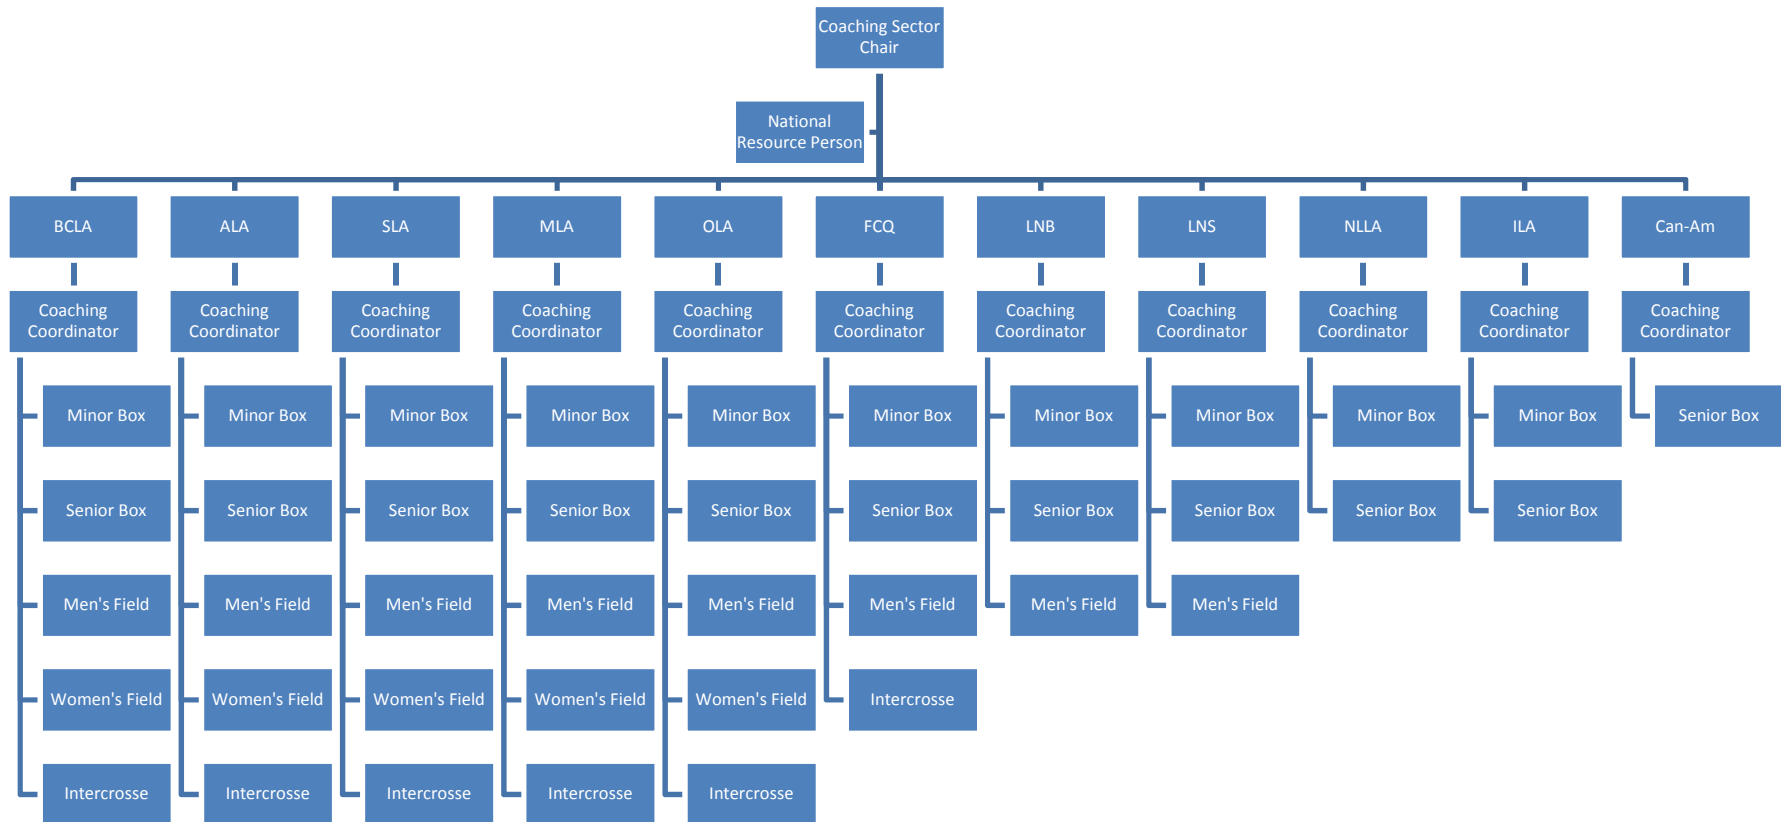 Coaching Sector
Chair
National
Resource Person
BCLA
ALA
SLA
MLA
OLA
FCQ
LNB
LNS
NLLA
ILA
Can-Am
Coaching
Coordinator
Coaching
Coordinator
Coaching
Coordinator
Coaching
Coordinator
Coaching
Coordinator
Coaching
Coordinator
Coaching
Coordinator
Coaching
Coordinator
Coaching
Coordinator
Coaching
Coordinator
Coaching
Coordinator
Minor Box
Minor Box
Minor Box
Minor Box
Minor Box
Minor Box
Minor Box
Minor Box
Minor Box
Minor Box
Senior Box
Senior Box
Senior Box
Senior Box
Senior Box
Senior Box
Senior Box
Senior Box
Senior Box
Senior Box
Senior Box
Men's Field
Men's Field
Men's Field
Men's Field
Men's Field
Men's Field
Men's Field
Men's Field
Women's Field
Women's Field
Women's Field
Women's Field
Women's Field
Intercrosse
Intercrosse
Intercrosse
Intercrosse
Intercrosse
Intercrosse